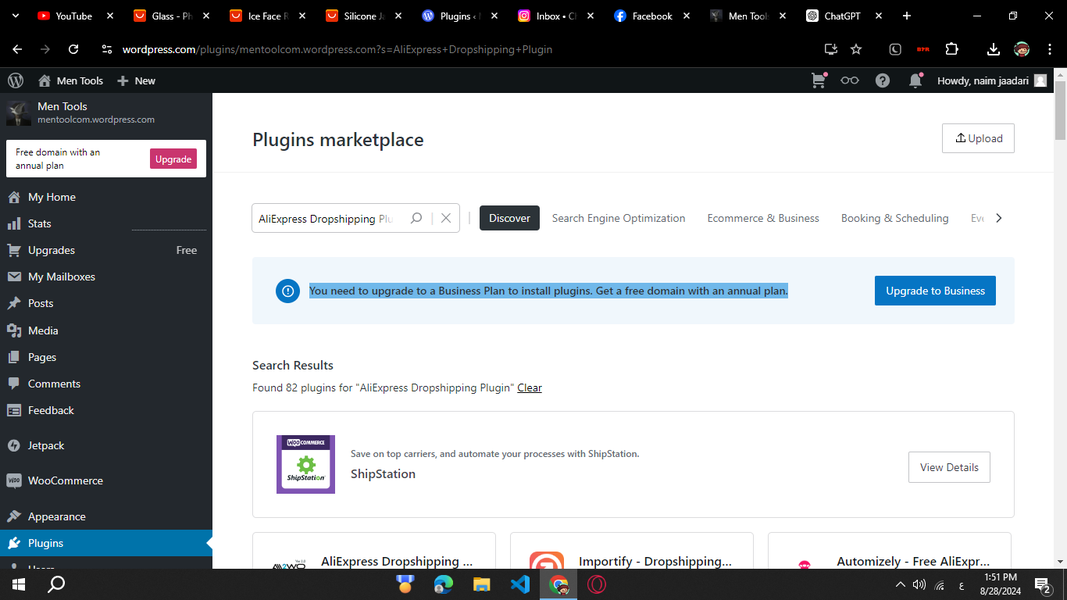 YouTube
Glass - Ph
Ice Face R
Silicone Ja
Plugins ‹ M
Inbox • Ch
Facebook
Men Tools
ChatGPT
wordpress.com/plugins/mentoolcom.wordpress.com?s=AliExpress+Dropshipping+Plugin
Men Tools
New
Howdy, naim jaadari
Men Tools
mentoolcom.wordpress.com
Free domain with an
annual plan
Upgrade
My Home
Stats
Upgrades
Free
My Mailboxes
Posts
Media
Pages
Comments
Feedback
Jetpack
WooCommerce
Appearance
Plugins
Users
Plugins marketplace
Upload
AliExpress Dropshipping Plu
Discover
Search Engine Optimization
Ecommerce & Business
Booking & Scheduling
Eve
You need to upgrade to a Business Plan to install plugins. Get a free domain with an annual plan.
Upgrade to Business
Search Results
Found 82 plugins for "AliExpress Dropshipping Plugin" Clear
WOO COMMERCE
ShipStation
Save on top carriers, and automate your processes with ShipStation.
ShipStation
View Details
AliExpress Dropshipping ...
Importify - Dropshipping...
Automizely - Free AliExpr...
ع
1:51 PM
8/28/2024
2